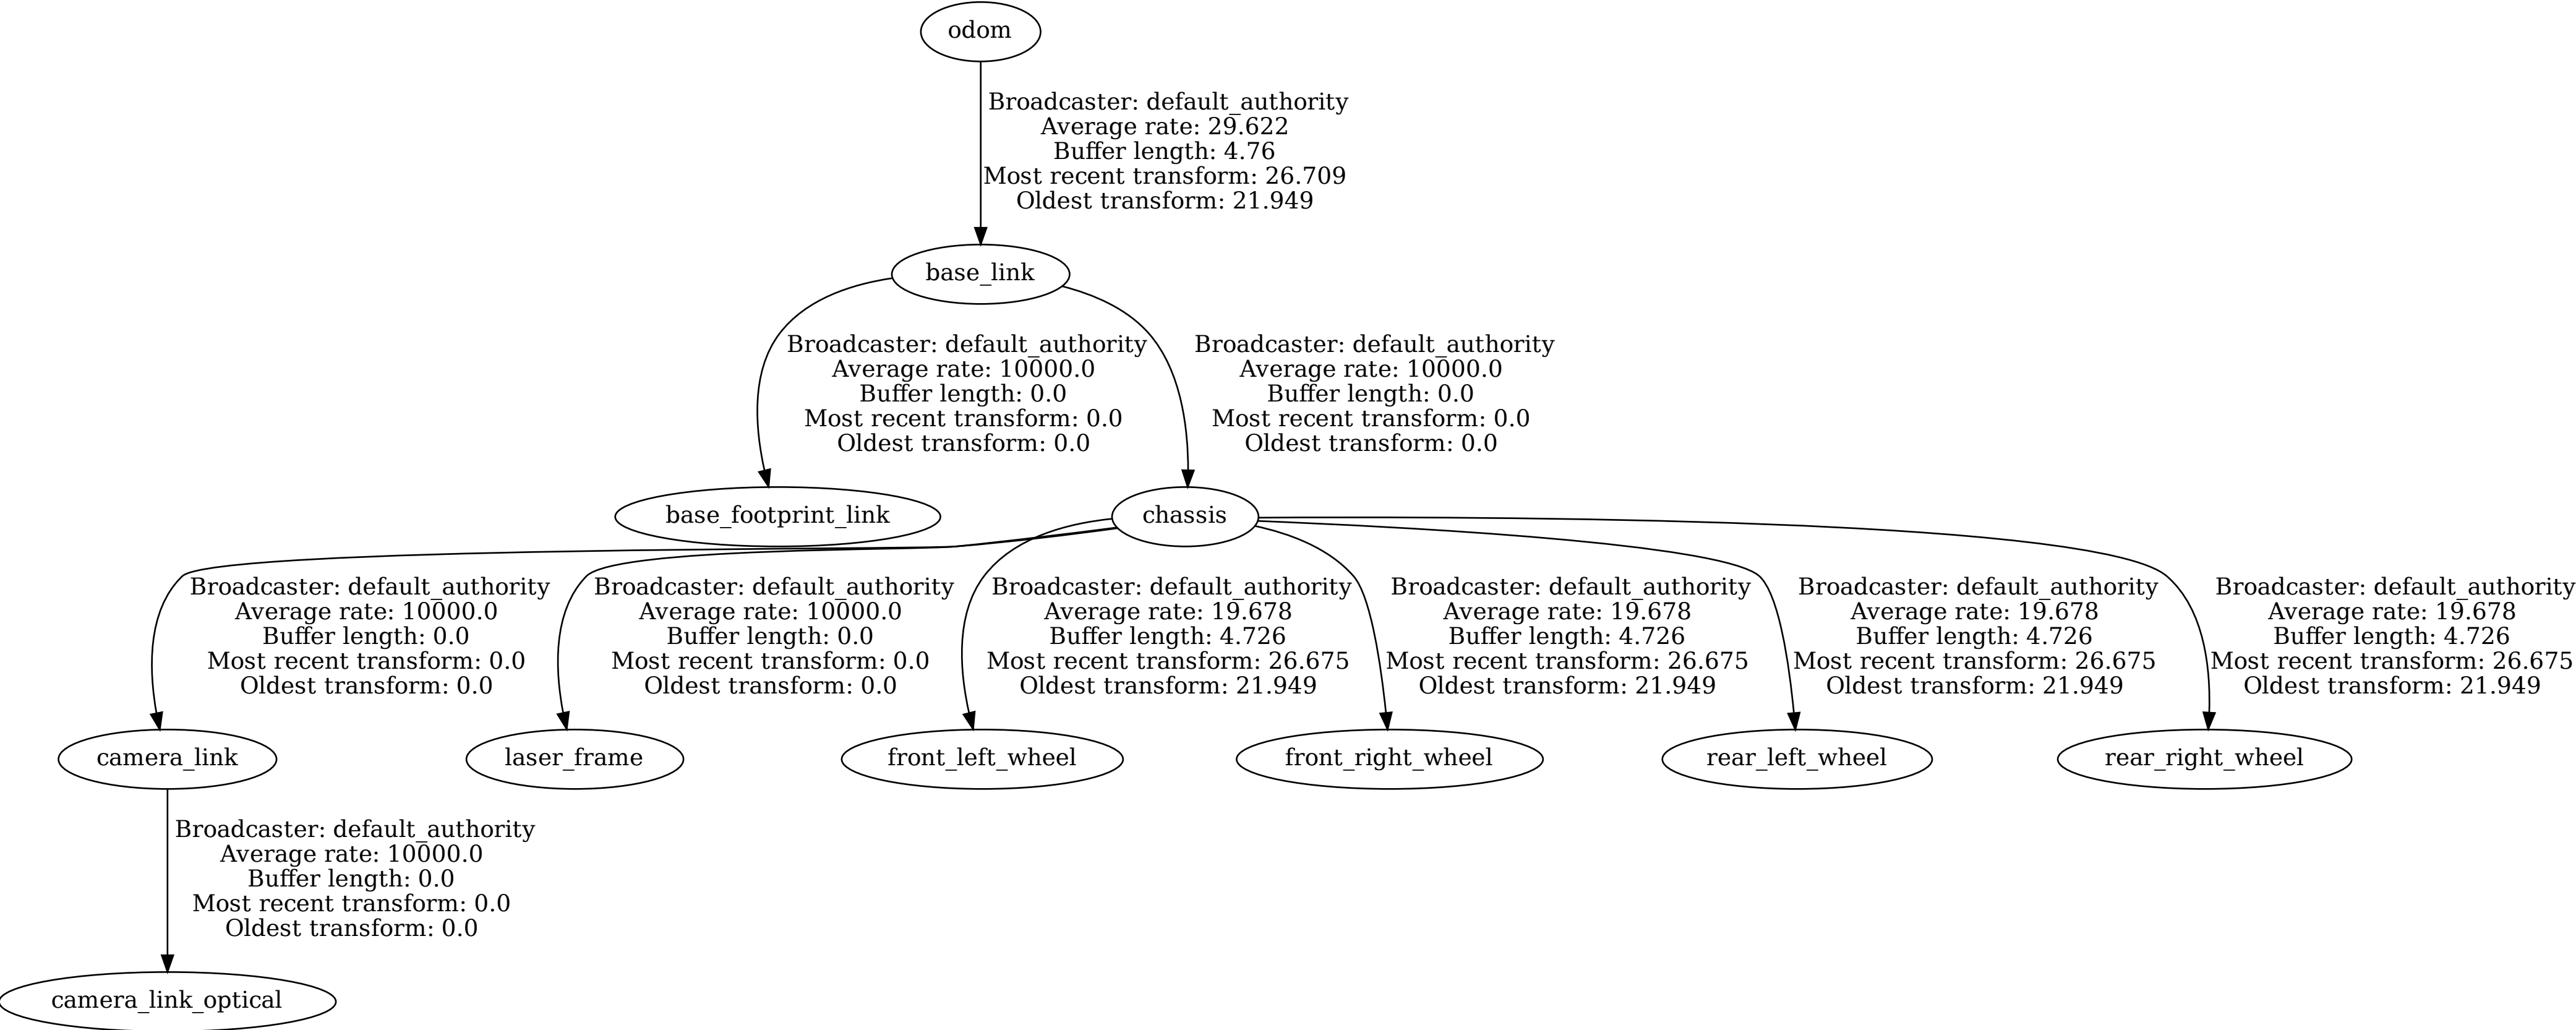 odom
Broadcaster: default_authority
Average rate: 29.622
Buffer length: 4.76
Most recent transform: 26.709
Oldest transform: 21.949
base_link
Broadcaster: default_authority
Average rate: 10000.0
Buffer length: 0.0
Most recent transform: 0.0
Oldest transform: 0.0
Broadcaster: default_authority
Average rate: 10000.0
Buffer length: 0.0
Most recent transform: 0.0
Oldest transform: 0.0
base_footprint_link
chassis
Broadcaster: default_authority
Average rate: 10000.0
Buffer length: 0.0
Most recent transform: 0.0
Oldest transform: 0.0
Broadcaster: default_authority
Average rate: 10000.0
Buffer length: 0.0
Most recent transform: 0.0
Oldest transform: 0.0
Broadcaster: default_authority
Average rate: 19.678
Buffer length: 4.726
Most recent transform: 26.675
Oldest transform: 21.949
Broadcaster: default_authority
Average rate: 19.678
Buffer length: 4.726
Most recent transform: 26.675
Oldest transform: 21.949
Broadcaster: default_authority
Average rate: 19.678
Buffer length: 4.726
Most recent transform: 26.675
Oldest transform: 21.949
Broadcaster: default_authority
Average rate: 19.678
Buffer length: 4.726
Most recent transform: 26.675
Oldest transform: 21.949
camera_link
laser_frame
front_left_wheel
front_right_wheel
rear_left_wheel
rear_right_wheel
Broadcaster: default_authority
Average rate: 10000.0
Buffer length: 0.0
Most recent transform: 0.0
Oldest transform: 0.0
camera_link_optical